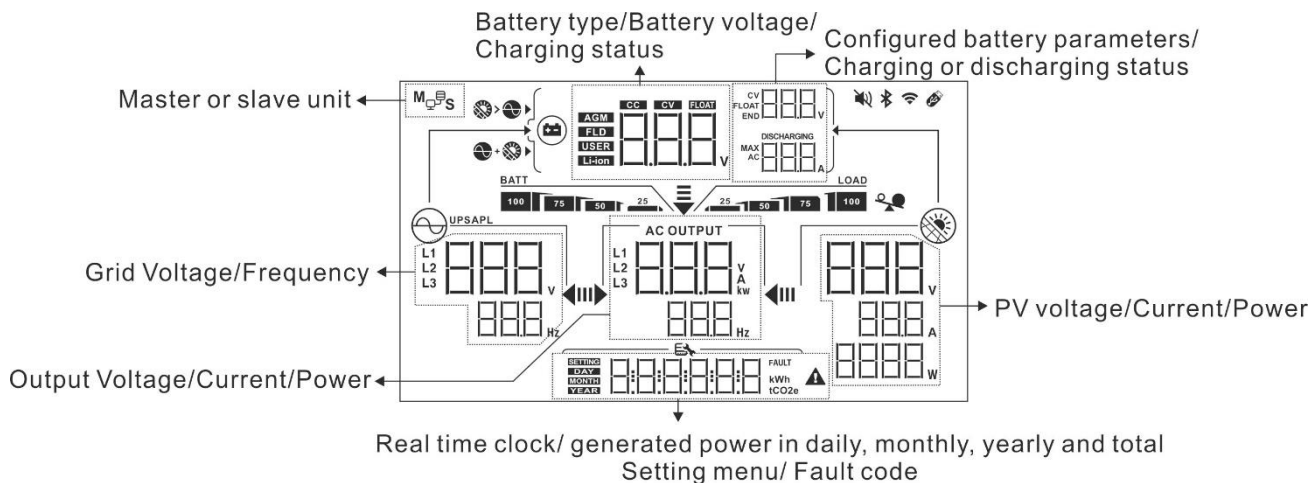 Battery type/Battery voltage/
Charging status
Configured battery parameters/
Charging or discharging status
Master or slave unit
M S
CC CV FLOAT
AGM
FLD
USER
Li-ion
V
CV
FLOAT
END
V
DISCHARGING
MAX
AC
A
BATT
LOAD
100 75 50 25
25 50 75 100
UPSAPL
AC OUTPUT
L1
L2
L3
V
Hz
L1
L2
L3
V
A
kw
Hz
V
A
W
Grid Voltage/Frequency
PV voltage/Current/Power
Output Voltage/Current/Power
SETTING
DAY
MONTH
YEAR
FAULT
kWh
tCO2e
Real time clock/ generated power in daily, monthly, yearly and total
Setting menu/ Fault code